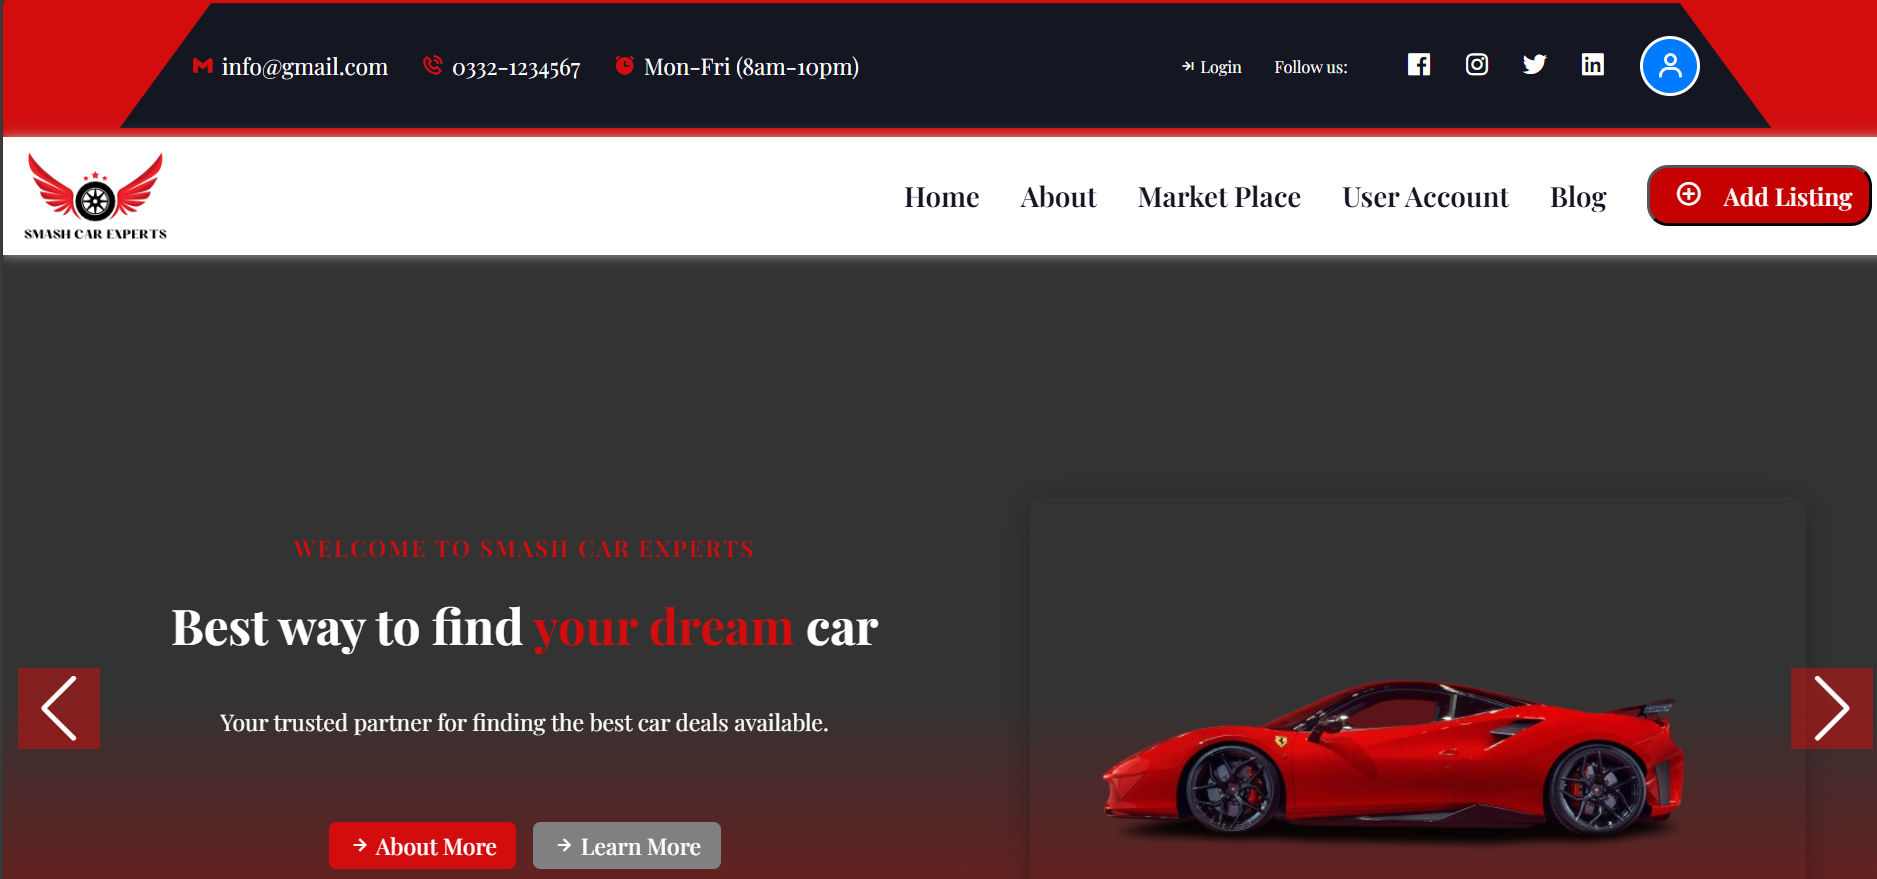 info@gmail.com 0332-1234567 Mon-Fri (8am-10pm) Login Follow us:
SMASH CAR EXPERTS
Home About Market Place User Account Blog Add Listing
WELCOME TO SMASH CAR EXPERTS
Best way to find your dream car
Your trusted partner for finding the best car deals available.
About More Learn More